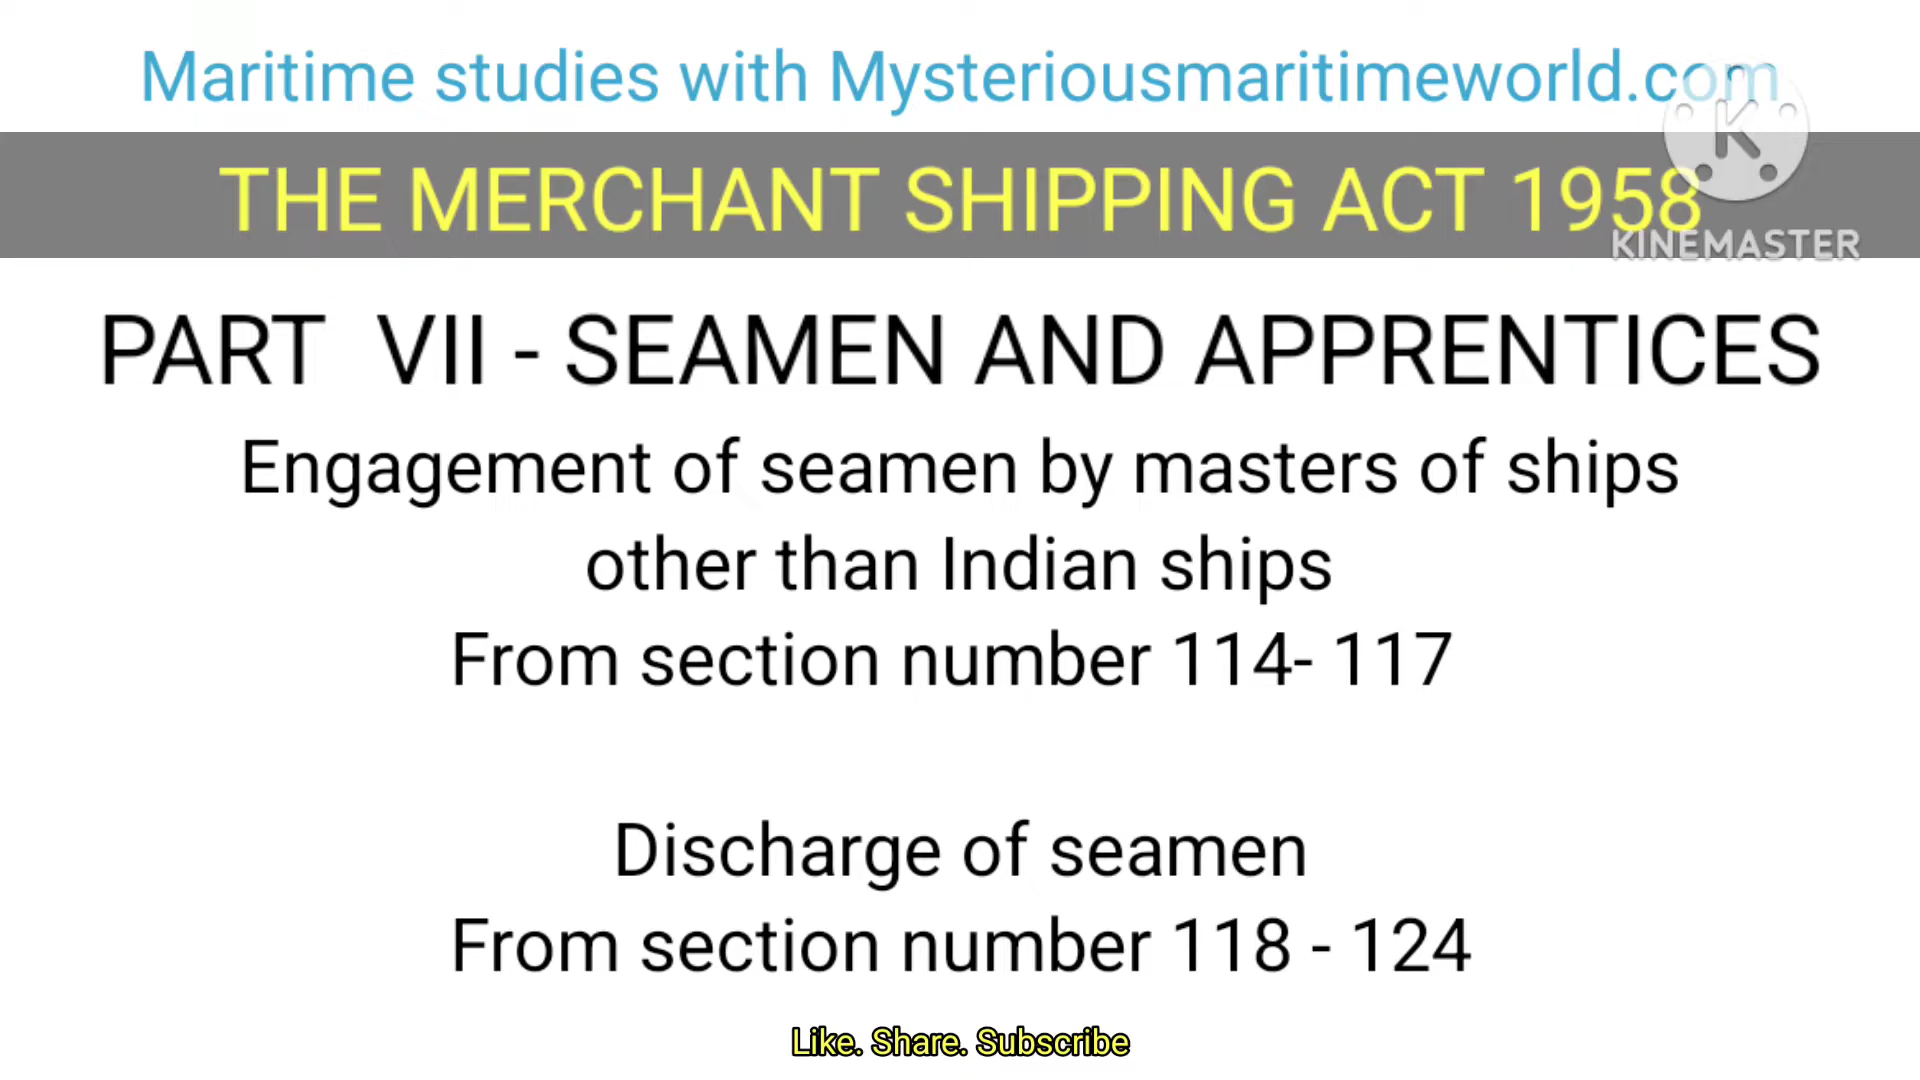 Maritime studies with Mysteriousmaritimeworld.com
THE MERCHANT SHIPPING ACT 1958
K
KINEMASTER
PART VII - SEAMEN AND APPRENTICES
Engagement of seamen by masters of ships
other than Indian ships
From section number 114- 117
Discharge of seamen
From section number 118 - 124
Like. Share. Subscribe